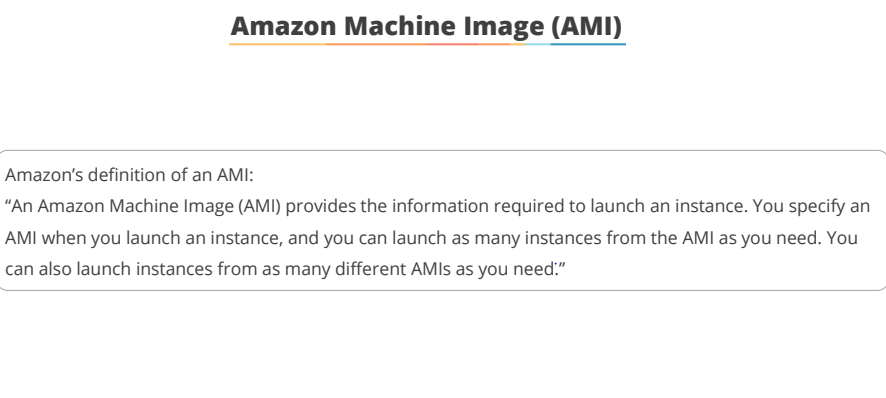 Amazon Machine Image (AMI)
Amazon’s definition of an AMI:
“An Amazon Machine Image (AMI) provides the information required to launch an instance. You specify an
AMI when you launch an instance, and you can launch as many instances from the AMI as you need. You
can also launch instances from as many different AMIs as you need.”